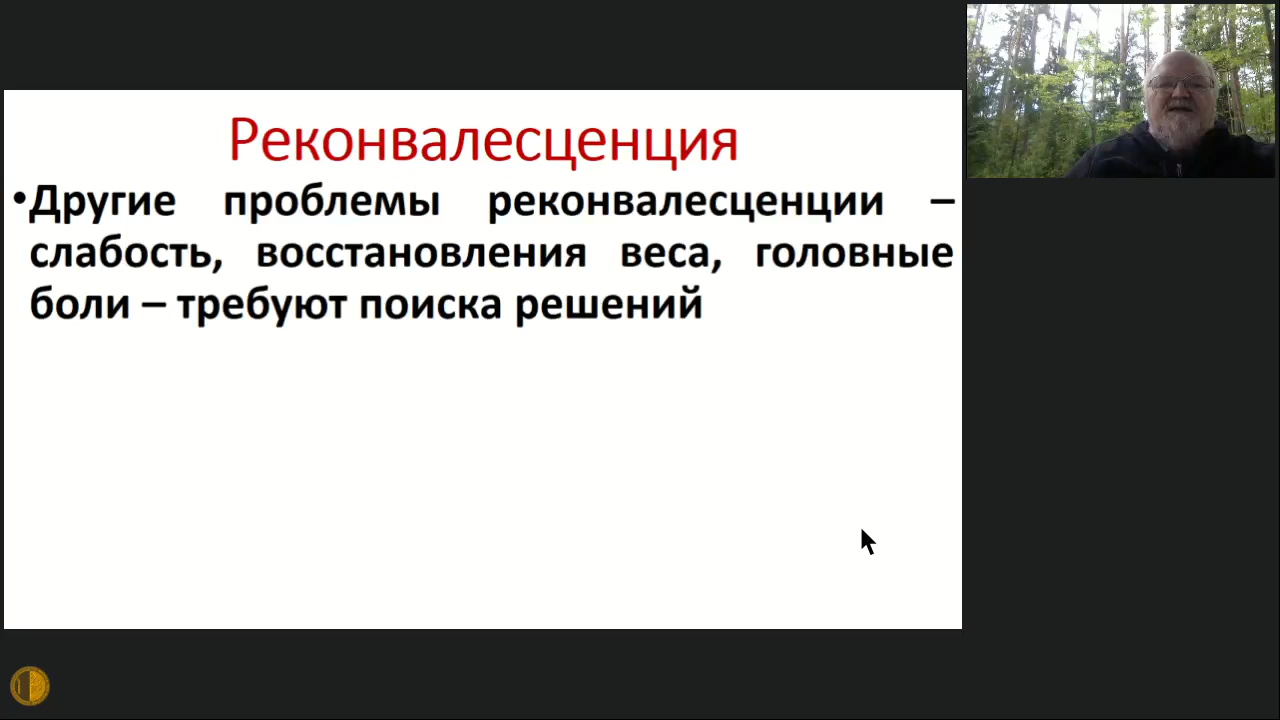 Реконвалесценция
•Другие проблемы реконвалесценции –
слабость, восстановления веса, головные
боли – требуют поиска решений